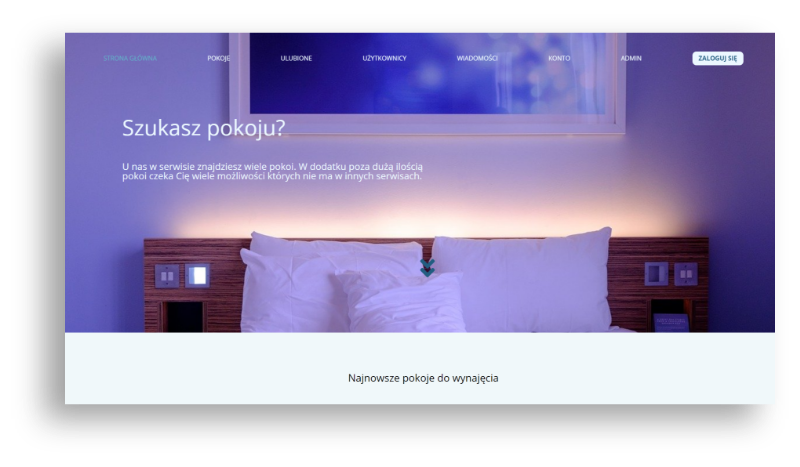 STRONA GŁÓWNA
POKOJE
ULUBIONE
UŻYTKOWNICY
WIADOMOŚCI
KONTO
ADMIN
ZALOGUJ SIĘ
Szukasz pokoju?
U nas w serwisie znajdziesz wiele pokoi. W dodatku poza dużą ilością
pokoi czeka Cię wiele możliwości których nie ma w innych serwisach.
Najnowsze pokoje do wynajęcia